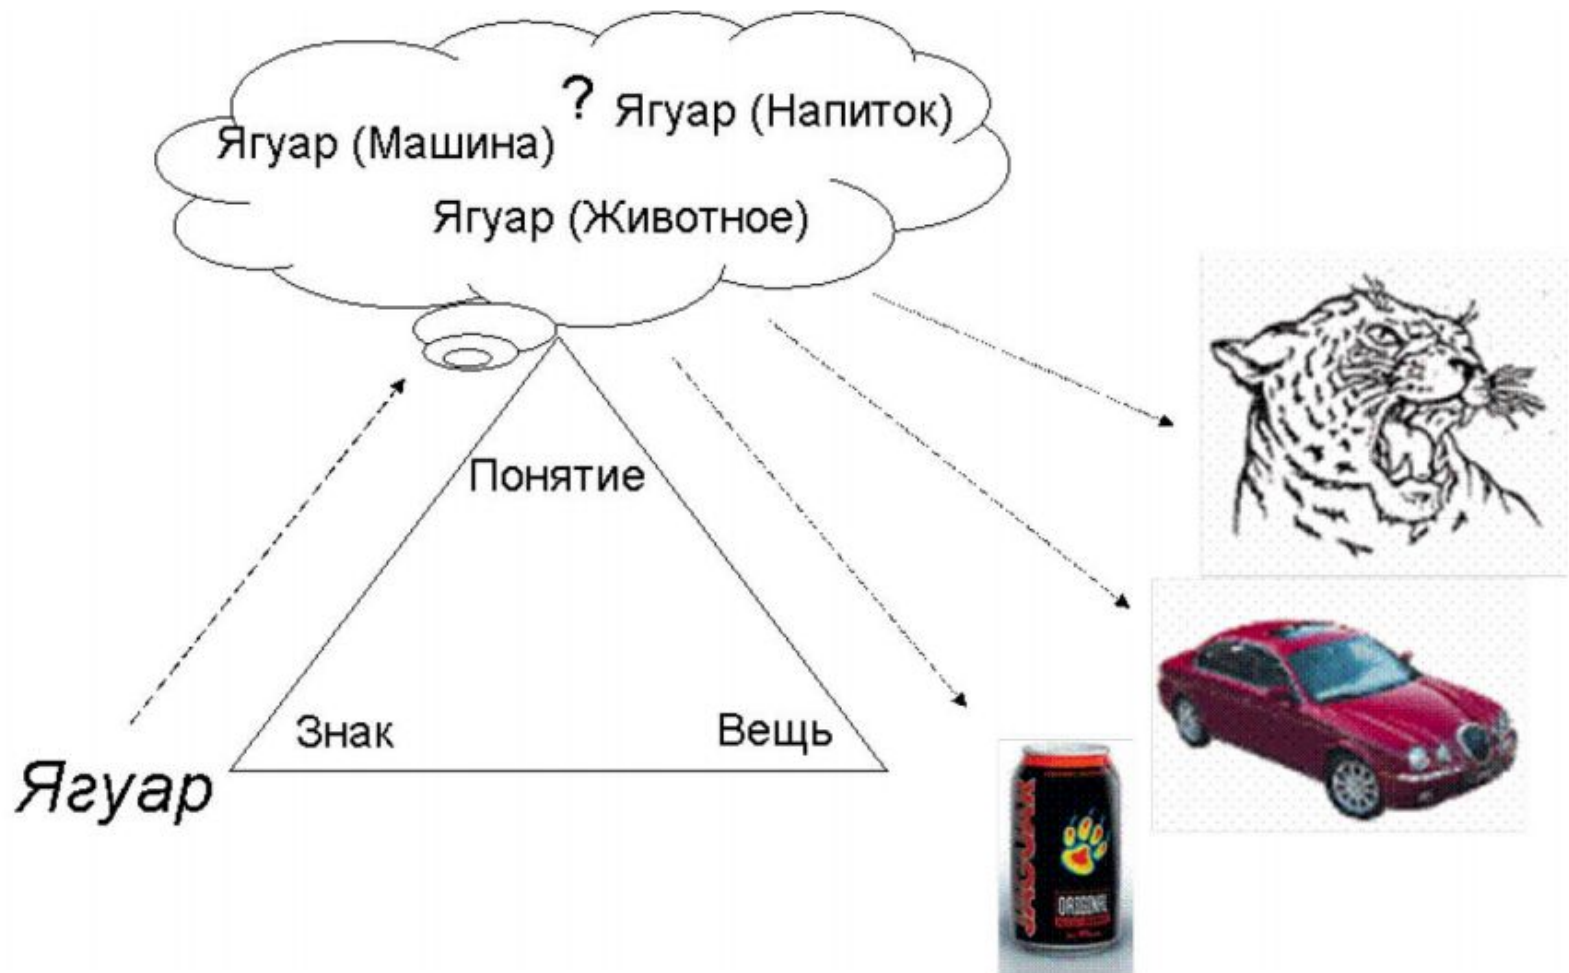 ?
Ягуар (Напиток)
Ягуар (Машина)
Ягуар (Животное)
Понятие
Знак
Вещь
Ягуар
JAGUAR
ORIGINAL